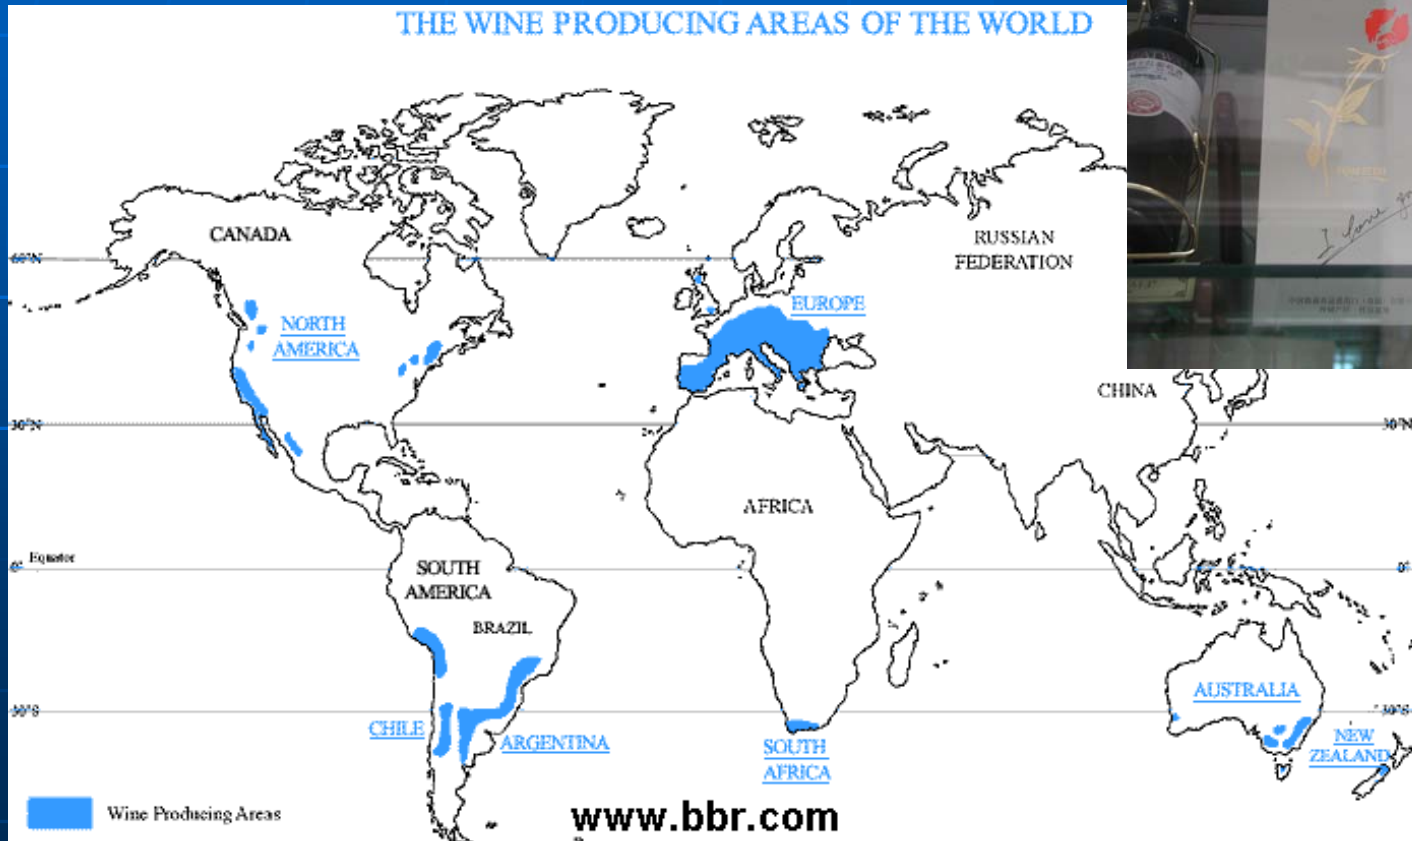 THE WINE PRODUCING AREAS OF THE WORLD
CANADA
RUSSIAN
FEDERATION
60°N
EUROPE
NORTH
AMERICA
CHINA
30°N
30°N
AFRICA
Equator
0°
0°
SOUTH
AMERICA
BRAZIL
AUSTRALIA
30°S
30°S
CHILE
ARGENTINA
SOUTH
AFRICA
NEW
ZEALAND
Wine Producing Areas
www.bbr.com
I love